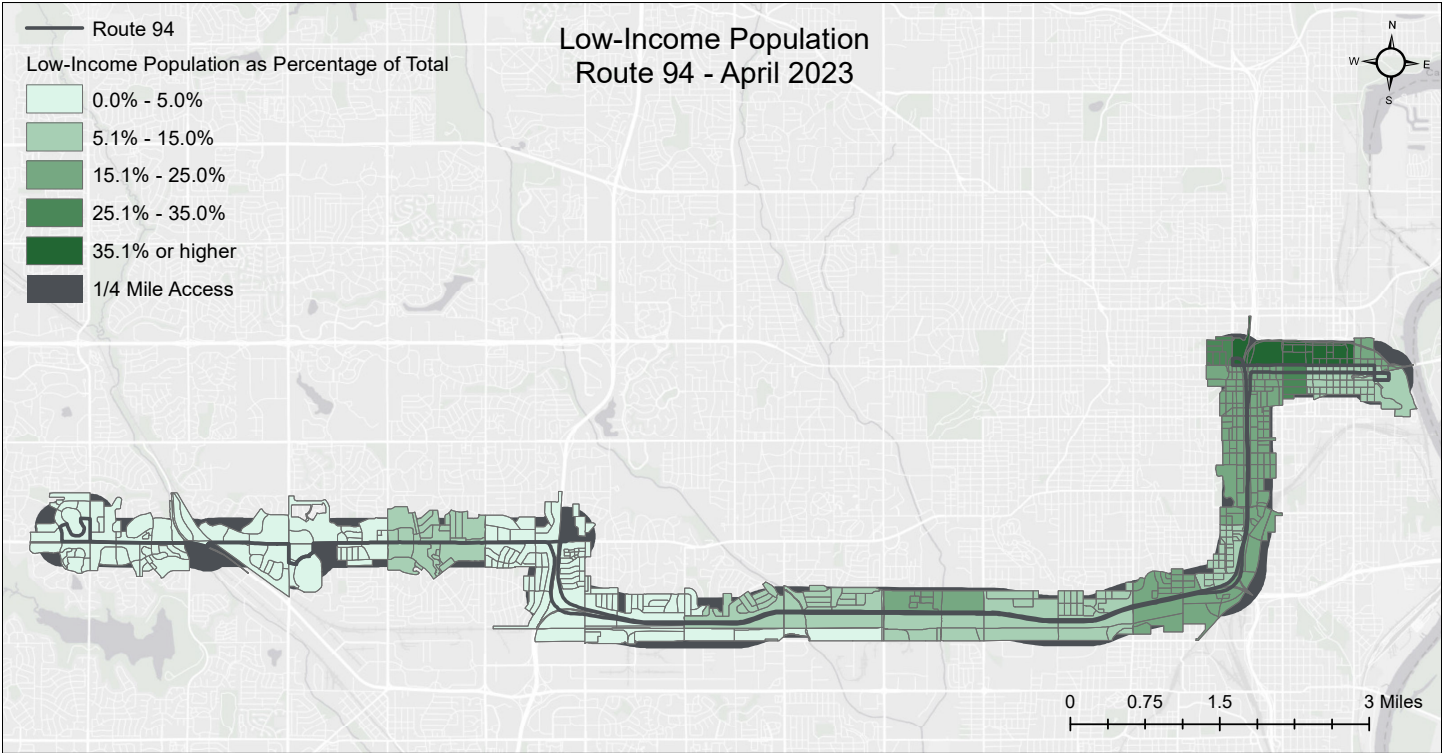 Low-Income Population
Route 94 - April 2023
Route 94
Low-Income Population as Percentage of Total
0.0% - 5.0%
5.1% - 15.0%
15.1% - 25.0%
25.1% - 35.0%
35.1% or higher
1/4 Mile Access
N
W E
S
0 0.75 1.5 3 Miles